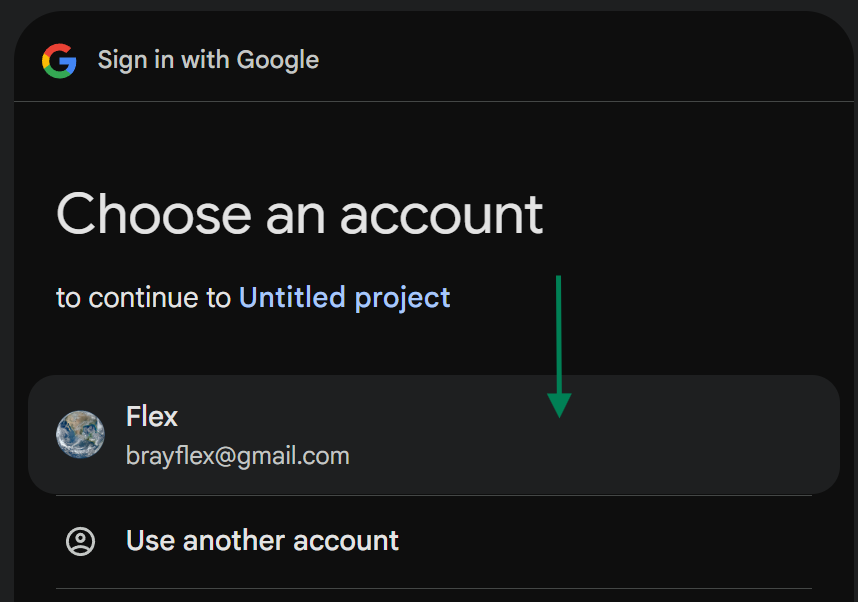 Sign in with Google
Choose an account
to continue to Untitled project
Flex
brayflex@gmail.com
Use another account